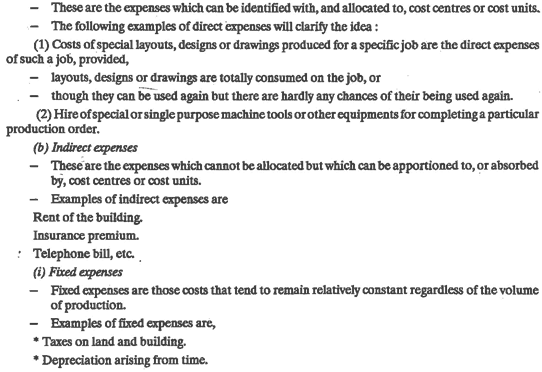 – These are the expenses which can be identified with, and allocated to, cost centres or cost units.
– The following examples of direct expenses will clarify the idea :
(1) Costs of special layouts, designs or drawings produced for a specific job are the direct expenses
of such a job, provided,
– layouts, designs or drawings are totally consumed on the job, or
– though they can be used again but there are hardly any chances of their being used again.
(2) Hire of special or single purpose machine tools or other equipments for completing a particular
production order.
(b) Indirect expenses
– These are the expenses which cannot be allocated but which can be apportioned to, or absorbed
by, cost centres or cost units.
– Examples of indirect expenses are
Rent of the building.
Insurance premium.
Telephone bill, etc.
(i) Fixed expenses
– Fixed expenses are those costs that tend to remain relatively constant regardless of the volume
of production.
– Examples of fixed expenses are,
* Taxes on land and building.
* Depreciation arising from time.